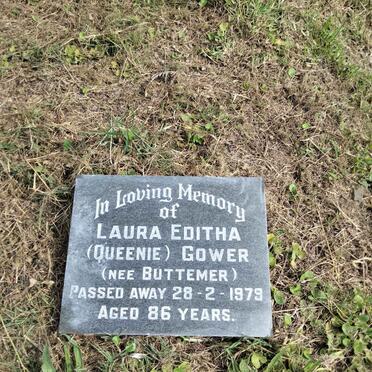 In Loving Memory
of
LAURA EDITHA
(QUEENIE) GOWER
(NEE BUTTEMER)
PASSED AWAY 28-2-1979
AGED 86 YEARS.